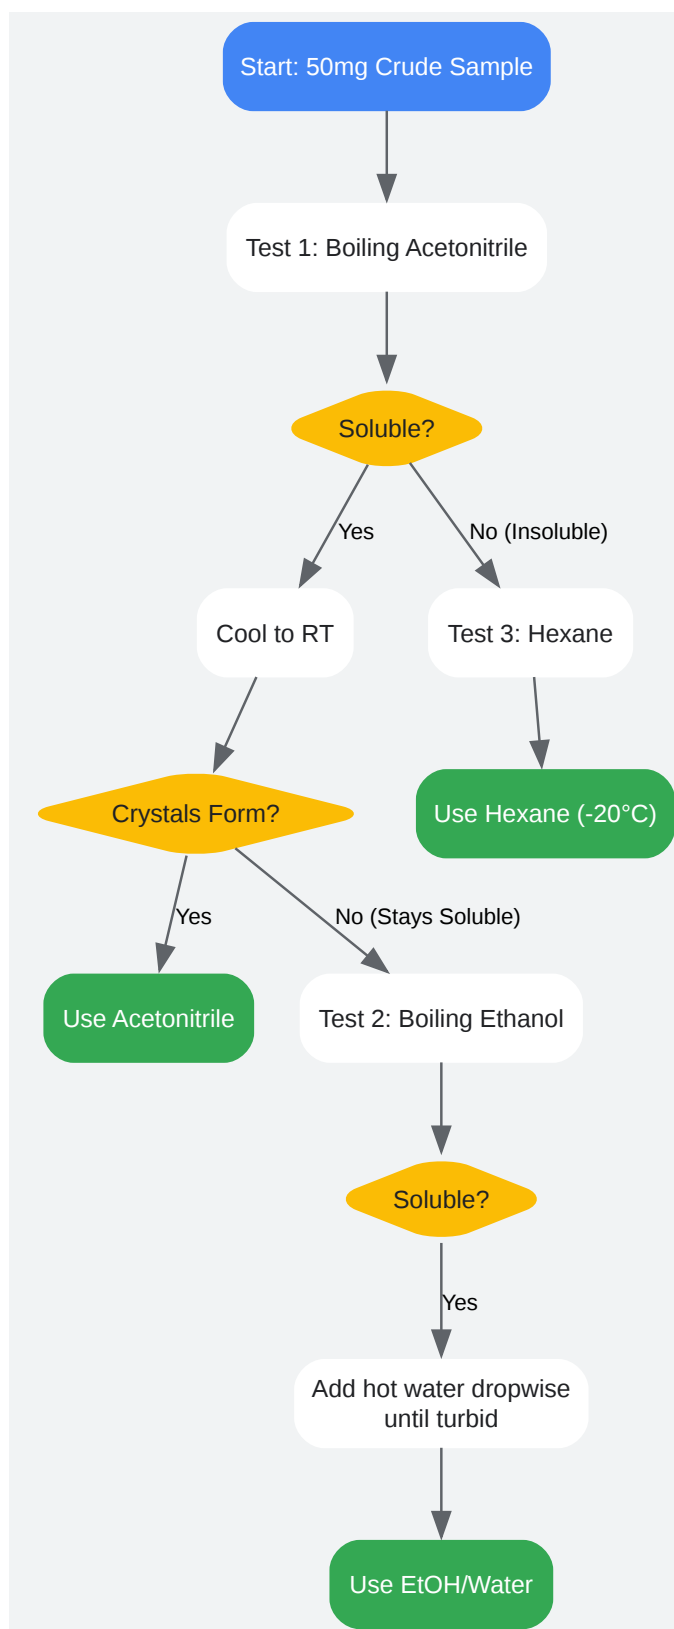 Start: 50mg Crude Sample
Test 1: Boiling Acetonitrile
Soluble?
Yes
No (Insoluble)
Cool to RT
Test 3: Hexane
Crystals Form?
Use Hexane (-20°C)
Yes
No (Stays Soluble)
Use Acetonitrile
Test 2: Boiling Ethanol
Soluble?
Yes
Add hot water dropwise
until turbid
Use EtOH/Water